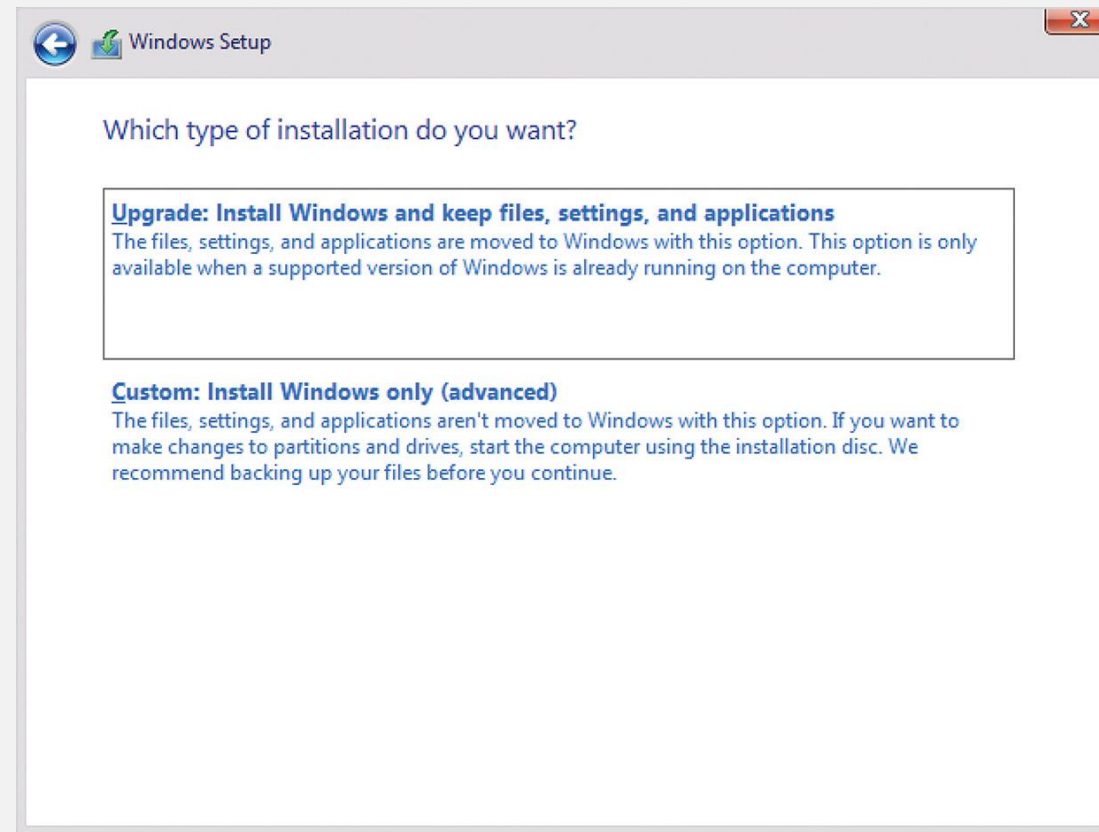 Windows Setup
Which type of installation do you want?
Upgrade: Install Windows and keep files, settings, and applications
The files, settings, and applications are moved to Windows with this option. This option is only
available when a supported version of Windows is already running on the computer.
Custom: Install Windows only (advanced)
The files, settings, and applications aren't moved to Windows with this option. If you want to
make changes to partitions and drives, start the computer using the installation disc. We
recommend backing up your files before you continue.